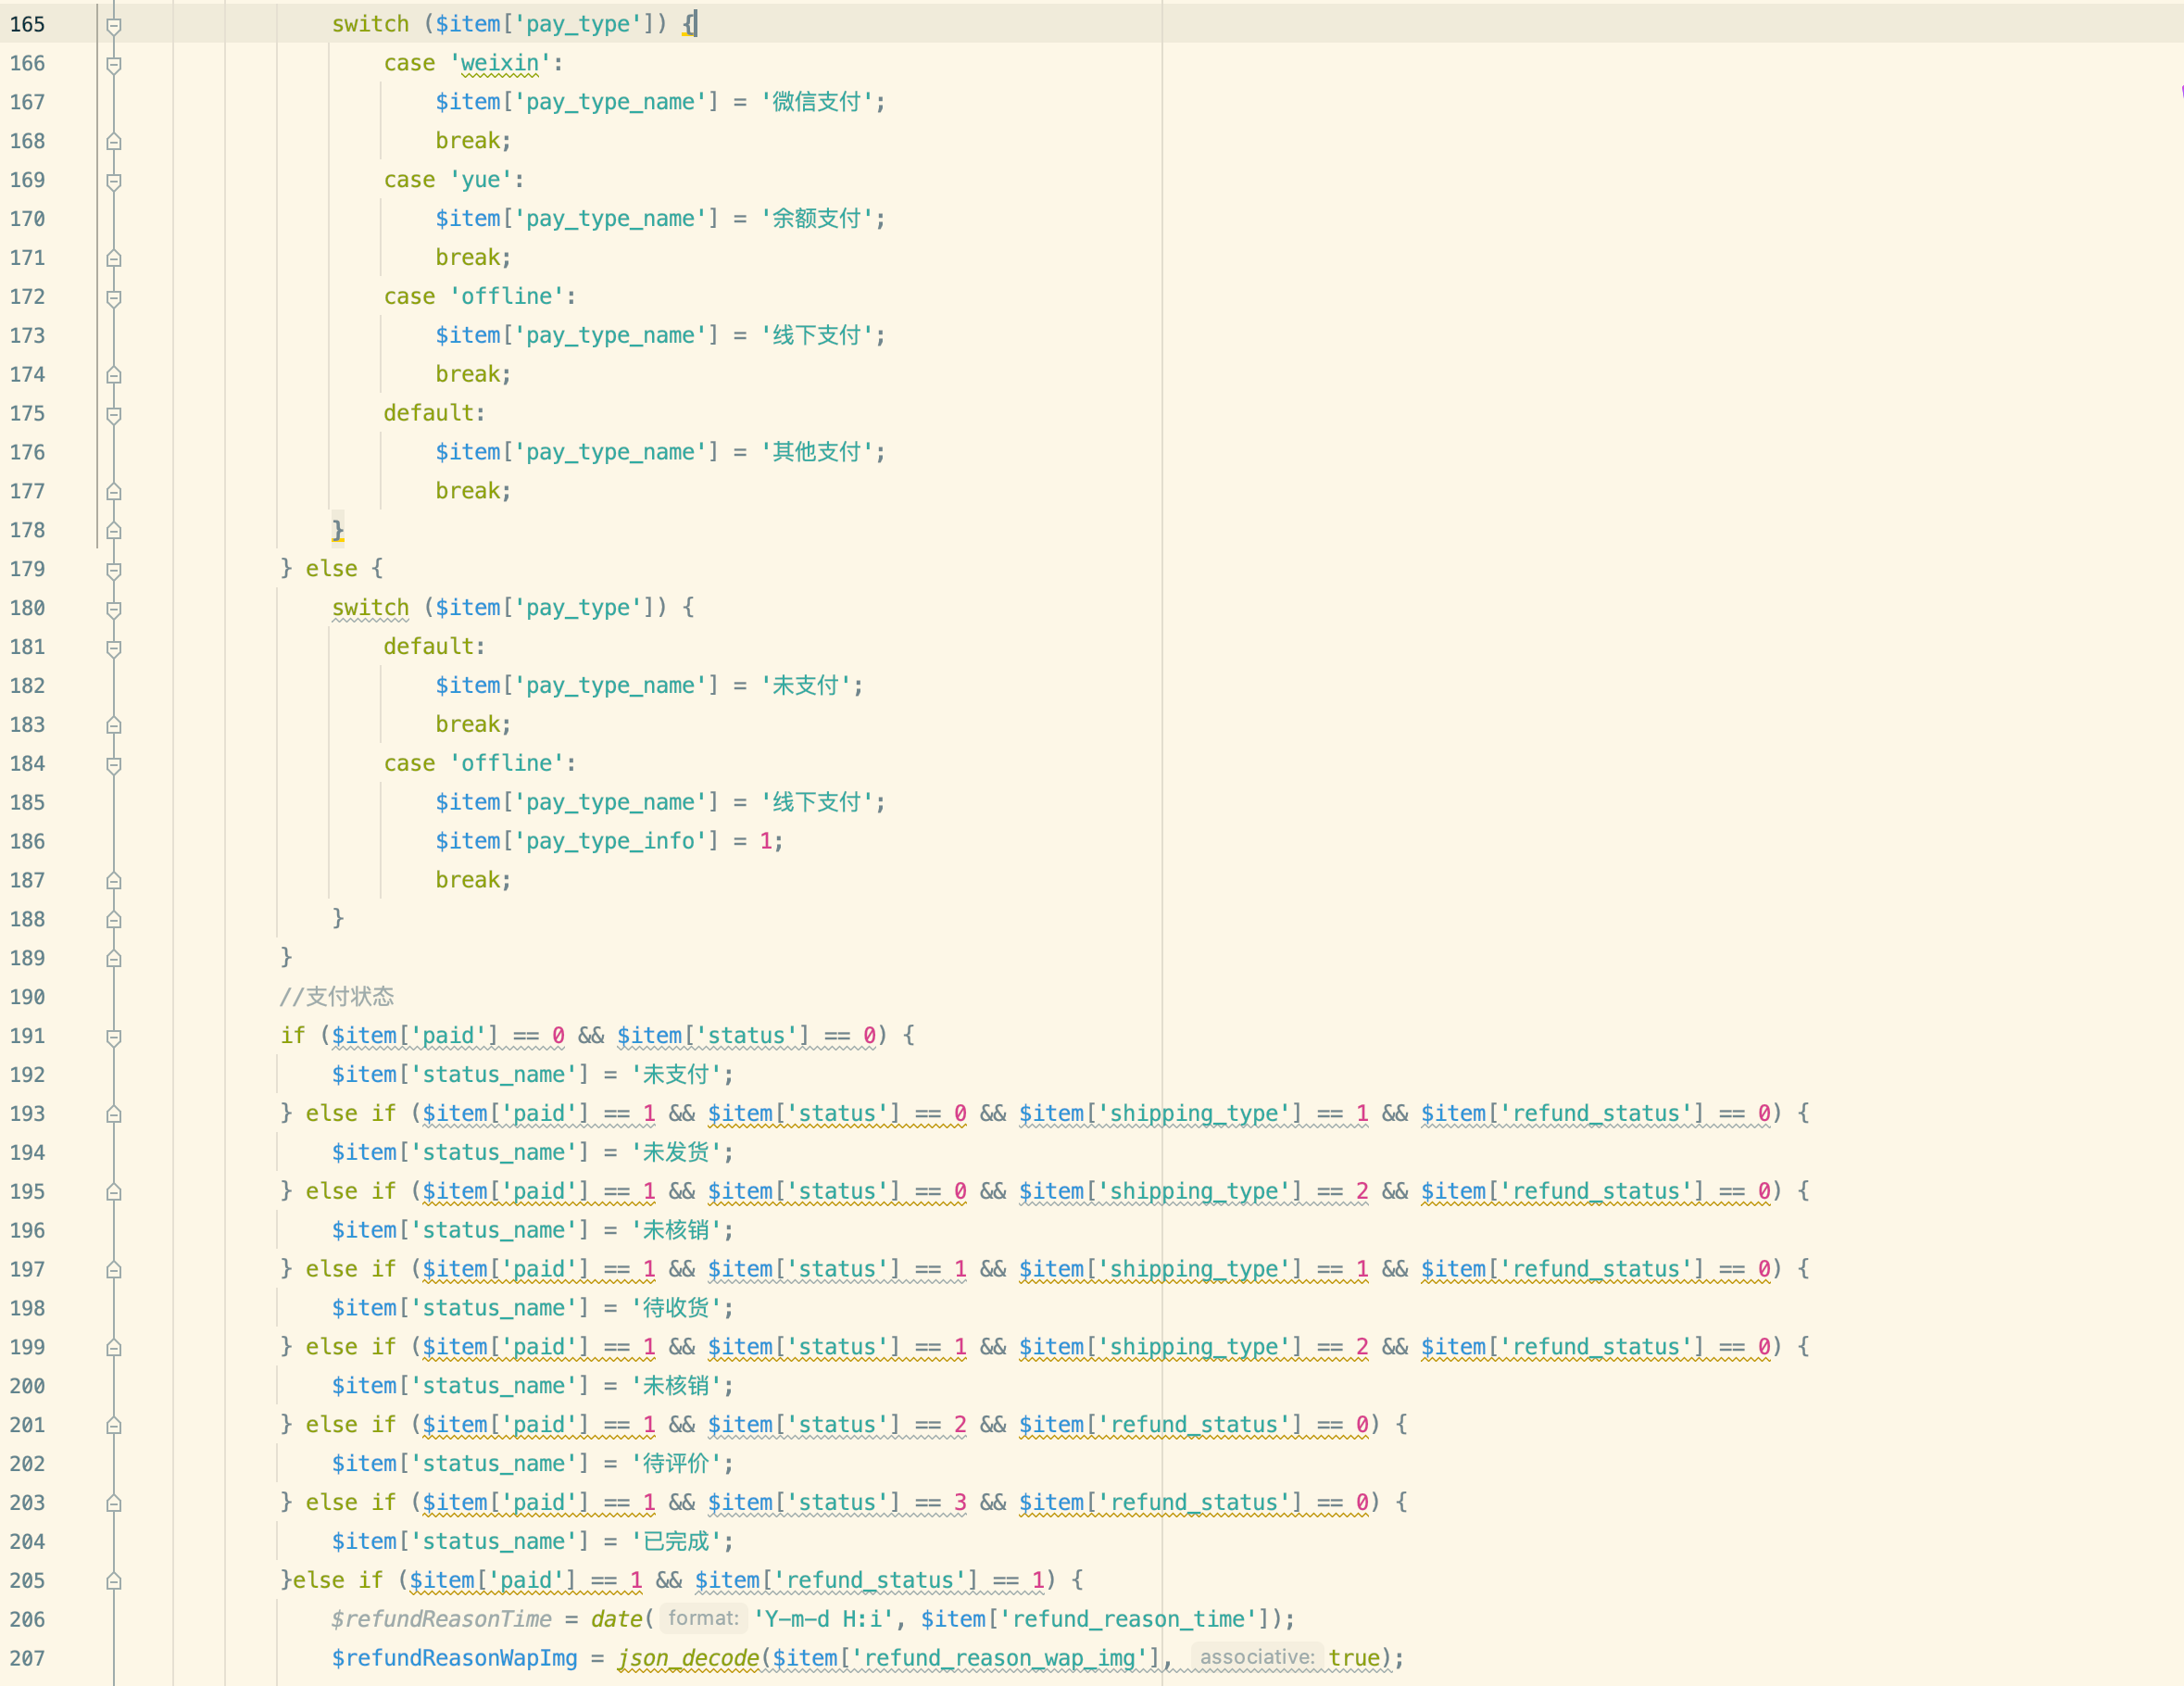 165 switch ($item['pay_type']) {
166 case 'weixin':
167 $item['pay_type_name'] = '微信支付';
168 break;
169 case 'yue':
170 $item['pay_type_name'] = '余额支付';
171 break;
172 case 'offline':
173 $item['pay_type_name'] = '线下支付';
174 break;
175 default:
176 $item['pay_type_name'] = '其他支付';
177 break;
178 }
179 } else {
180 switch ($item['pay_type']) {
181 default:
182 $item['pay_type_name'] = '未支付';
183 break;
184 case 'offline':
185 $item['pay_type_name'] = '线下支付';
186 $item['pay_type_info'] = 1;
187 break;
188 }
189 }
190 //支付状态
191 if ($item['paid'] == 0 && $item['status'] == 0) {
192 $item['status_name'] = '未支付';
193 } else if ($item['paid'] == 1 && $item['status'] == 0 && $item['shipping_type'] == 1 && $item['refund_status'] == 0) {
194 $item['status_name'] = '未发货';
195 } else if ($item['paid'] == 1 && $item['status'] == 0 && $item['shipping_type'] == 2 && $item['refund_status'] == 0) {
196 $item['status_name'] = '未核销';
197 } else if ($item['paid'] == 1 && $item['status'] == 1 && $item['shipping_type'] == 1 && $item['refund_status'] == 0) {
198 $item['status_name'] = '待收货';
199 } else if ($item['paid'] == 1 && $item['status'] == 1 && $item['shipping_type'] == 2 && $item['refund_status'] == 0) {
200 $item['status_name'] = '未核销';
201 } else if ($item['paid'] == 1 && $item['status'] == 2 && $item['refund_status'] == 0) {
202 $item['status_name'] = '待评价';
203 } else if ($item['paid'] == 1 && $item['status'] == 3 && $item['refund_status'] == 0) {
204 $item['status_name'] = '已完成';
205 }else if ($item['paid'] == 1 && $item['refund_status'] == 1) {
206 $refundReasonTime = date( format: 'Y-m-d H:i', $item['refund_reason_time']);
207 $refundReasonWapImg = json_decode($item['refund_reason_wap_img'], associative: true);